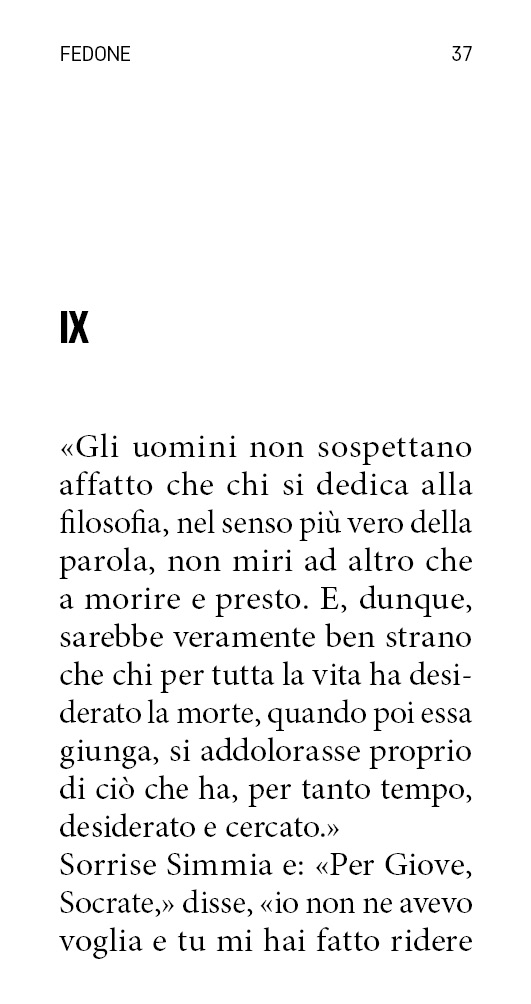 FEDONE 37
IX
«Gli uomini non sospettano
affatto che chi si dedica alla
filosofia, nel senso più vero della
parola, non miri ad altro che
a morire e presto. E, dunque,
sarebbe veramente ben strano
che chi per tutta la vita ha desi-
derato la morte, quando poi essa
giunga, si addolorasse proprio
di ciò che ha, per tanto tempo,
desiderato e cercato.»
Sorrise Simmia e: «Per Giove,
Socrate,» disse, «io non ne avevo
voglia e tu mi hai fatto ridere